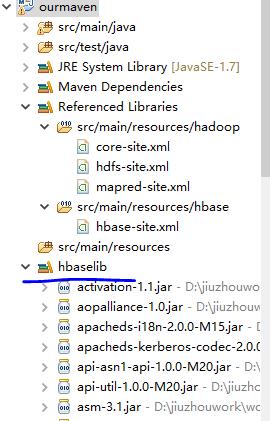 ourmaven
src/main/java
src/test/java
JRE System Library [JavaSE-1.7]
Maven Dependencies
Referenced Libraries
src/main/resources/hadoop
core-site.xml
hdfs-site.xml
mapred-site.xml
src/main/resources/hbase
hbase-site.xml
src/main/resources
hbaselib
activation-1.1.jar - D:\jiuzhouwork\
aopalliance-1.0.jar - D:\jiuzhouwor
apacheds-i18n-2.0.0-M15.jar - D:\
apacheds-kerberos-codec-2.0.0
api-asn1-api-1.0.0-M20.jar - D:\jiu
api-util-1.0.0-M20.jar - D:\jiuzhou
asm-3.1.jar - D:\jiuzhouwork\wo